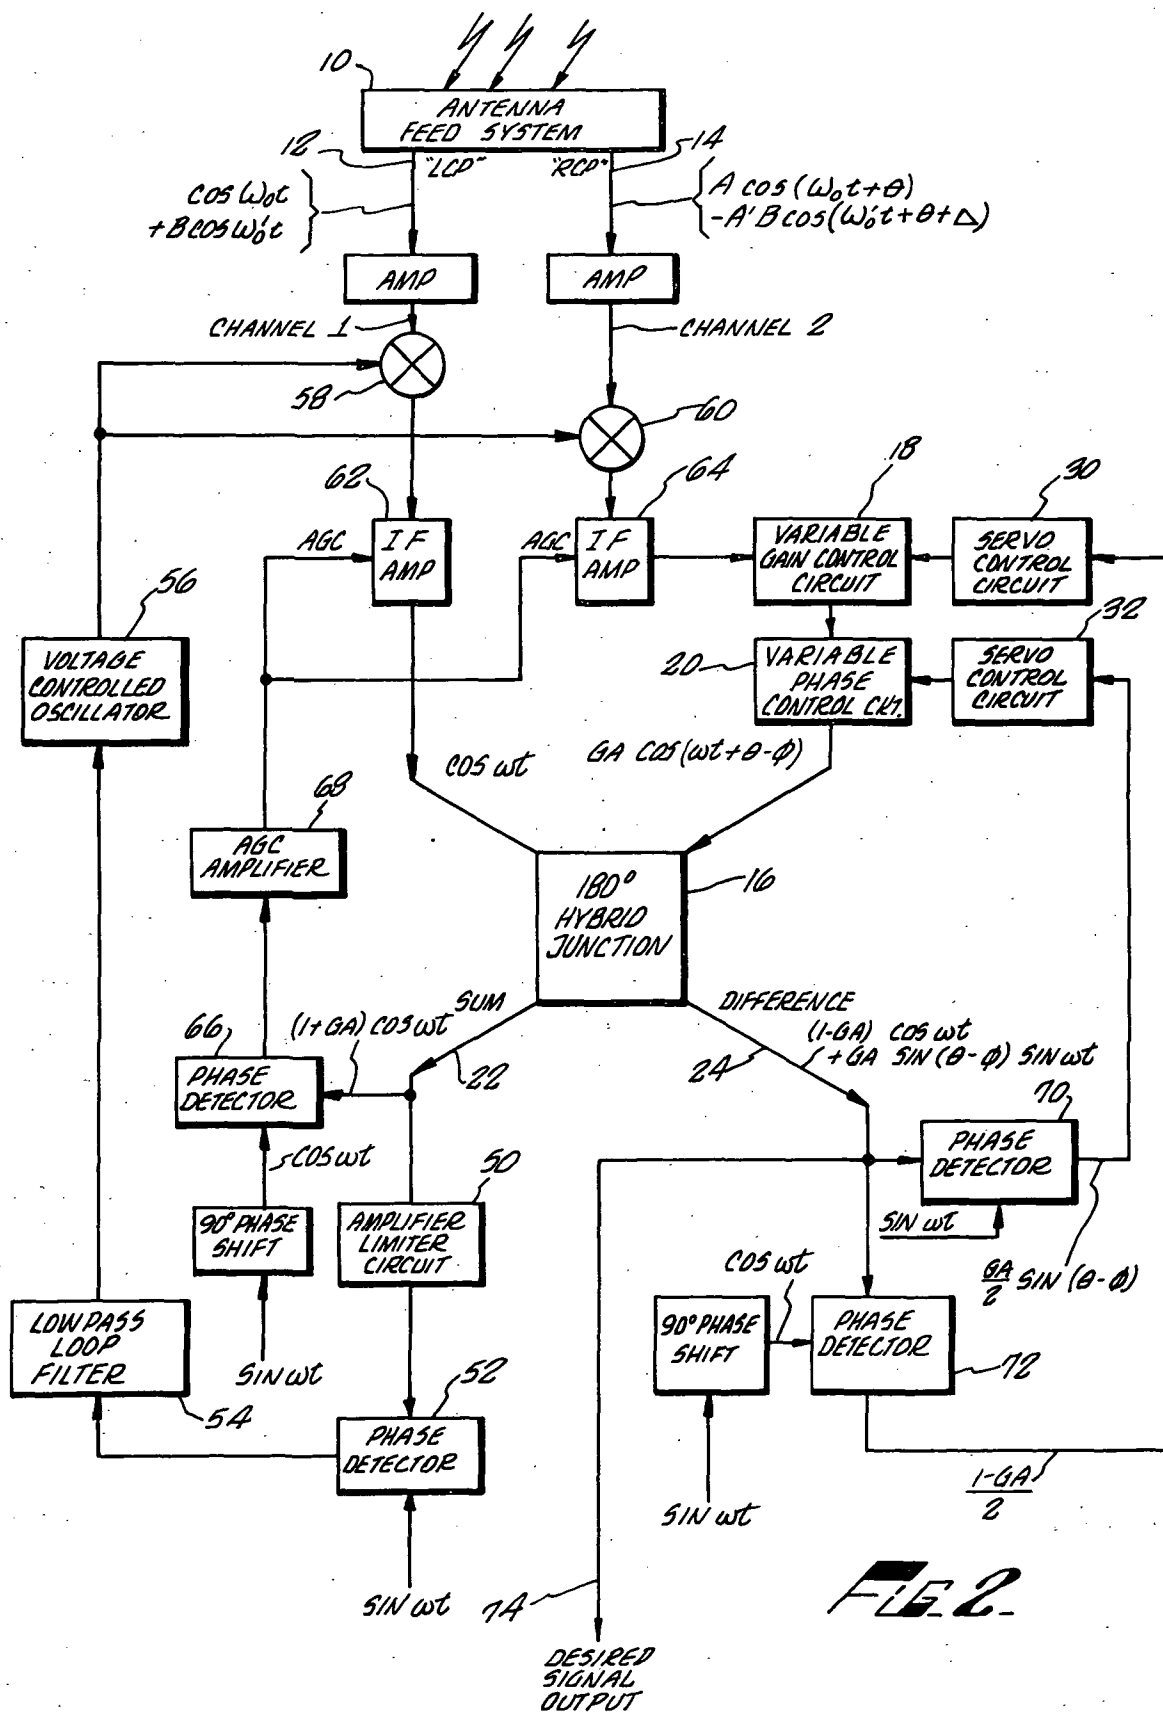 10
ANTENNA
FEED SYSTEM
12
"LCP"
"RCP"
14
COS ω₀t
+BCOS ω₀'t
A COS(ω₀t+θ)
-A'B COS(ω₀'t+θ+Δ)
AMP
AMP
CHANNEL 1
CHANNEL 2
58
60
62
64
18
30
AGC
IF
AMP
AGC
IF
AMP
VARIABLE
GAIN CONTROL
CIRCUIT
SERVO
CONTROL
CIRCUIT
56
32
VOLTAGE
CONTROLLED
OSCILLATOR
20
VARIABLE
PHASE
CONTROL CKT.
SERVO
CONTROL
CIRCUIT
COS ωt
GA COS(ωt+θ-φ)
68
AGC
AMPLIFIER
180°
HYBRID
JUNCTION
16
SUM
DIFFERENCE
(1+GA) COS ωt
(1-GA) COS ωt
+GA SIN(θ-φ) SIN ωt
66
22
24
PHASE
DETECTOR
70
PHASE
DETECTOR
COS ωt
50
SIN ωt
90° PHASE
SHIFT
AMPLIFIER
LIMITER
CIRCUIT
GA/2 SIN(θ-φ)
COS ωt
LOW PASS
LOOP
FILTER
SIN ωt
90° PHASE
SHIFT
PHASE
DETECTOR
72
54
52
PHASE
DETECTOR
1-GA/2
SIN ωt
SIN ωt
74
FIG. 2.
DESIRED
SIGNAL
OUTPUT